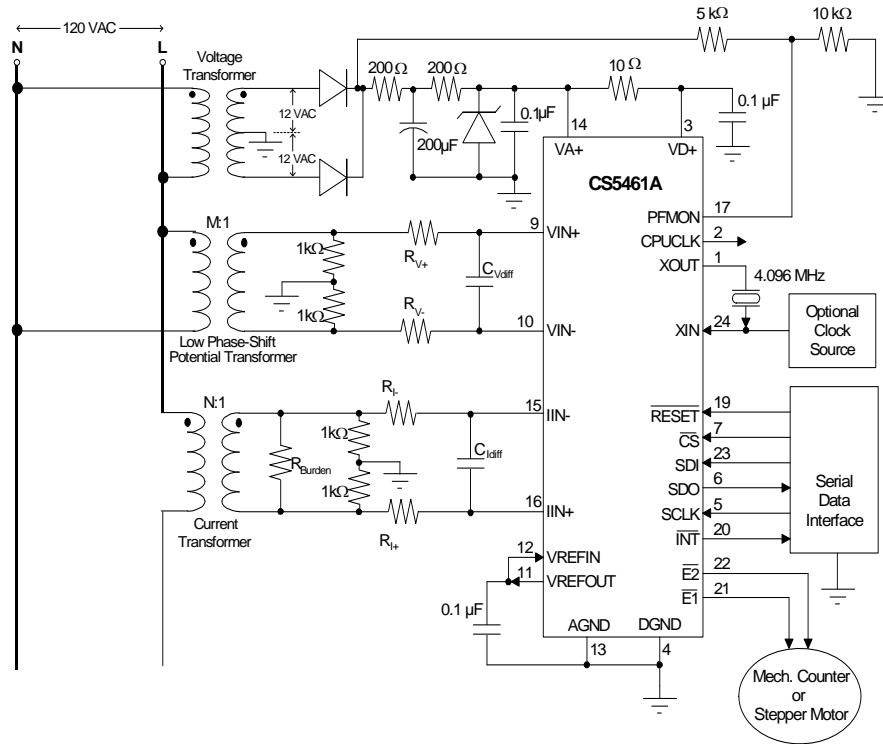 120 VAC
N
L
Voltage
Transformer
12 VAC
12 VAC
200Ω
200Ω
200µF
0.1µF
10 Ω
5 kΩ
10 kΩ
0.1 µF
14
3
VA+
VD+
CS5461A
PFMON
17
CPUCLK
2
XOUT
1
4.096 MHz
XIN
24
Optional
Clock
Source
M:1
1kΩ
1kΩ
RV+
RV-
CVdiff
9
VIN+
10
VIN-
Low Phase-Shift
Potential Transformer
N:1
RBurden
1kΩ
1kΩ
RI-
RI+
CIdiff
15
IIN-
16
IIN+
Current
Transformer
12
VREFIN
11
VREFOUT
0.1 µF
RESET
19
CS
7
SDI
23
SDO
6
SCLK
5
INT
20
Serial
Data
Interface
E2
22
E1
21
AGND
DGND
13
4
Mech. Counter
or
Stepper Motor